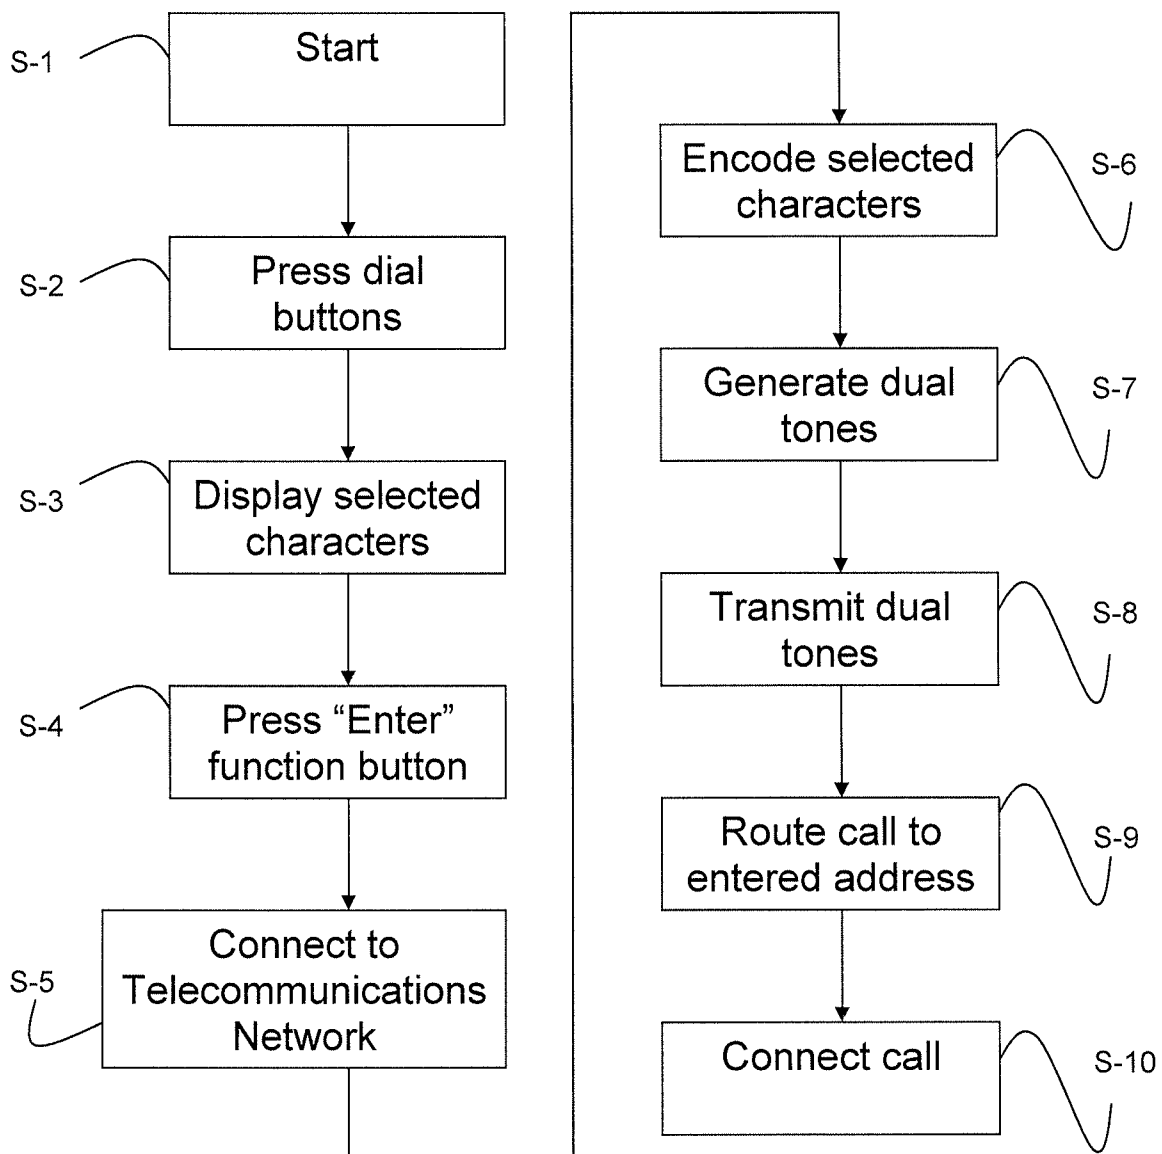 S-1
Start
S-2
Press dial
buttons
S-3
Display selected
characters
S-4
Press “Enter”
function button
S-5
Connect to
Telecommunications
Network
Encode selected
characters
S-6
Generate dual
tones
S-7
Transmit dual
tones
S-8
Route call to
entered address
S-9
Connect call
S-10